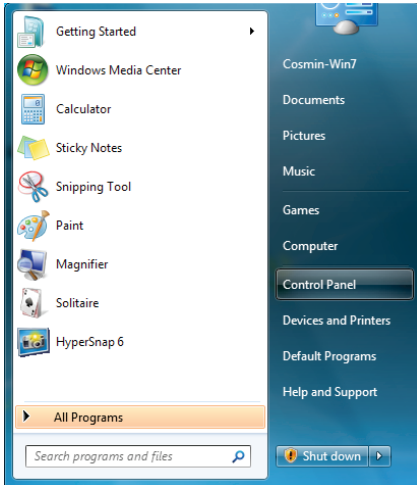 Getting Started
Windows Media Center
Calculator
Sticky Notes
Snipping Tool
Paint
Magnifier
Solitaire
HyperSnap 6
All Programs
Search programs and files
Cosmin-Win7
Documents
Pictures
Music
Games
Computer
Control Panel
Devices and Printers
Default Programs
Help and Support
Shut down